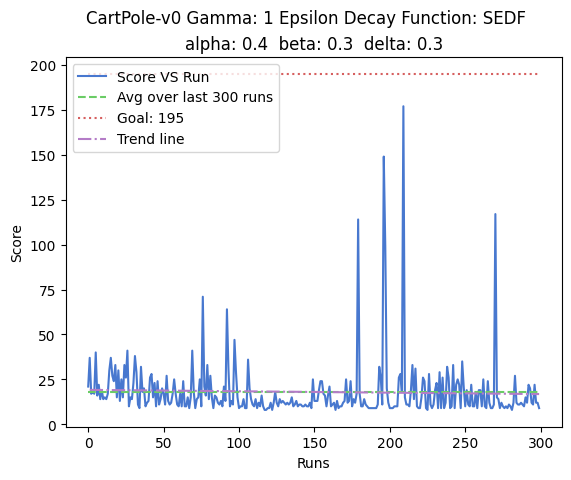 CartPole-v0 Gamma: 1 Epsilon Decay Function: SEDF
alpha: 0.4 beta: 0.3 delta: 0.3
Score VS Run
Avg over last 300 runs
Goal: 195
Trend line
200
175
150
125
100
75
50
25
0
Score
0 50 100 150 200 250 300
Runs